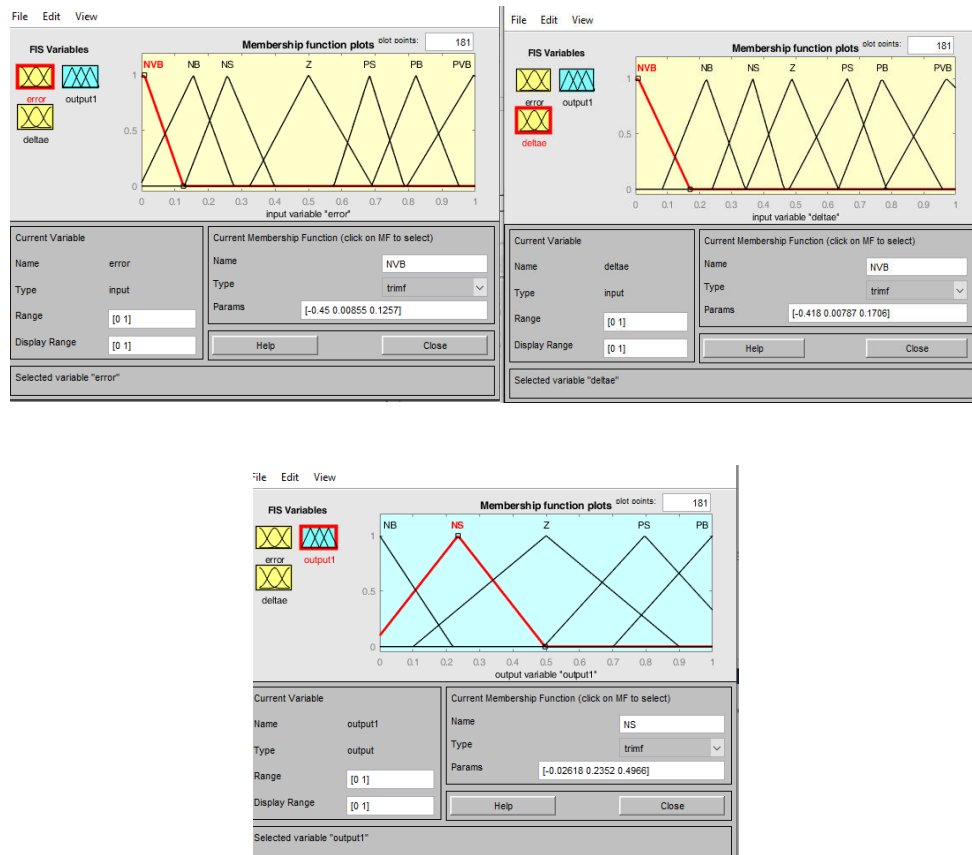 File Edit View
FIS Variables
error
output1
deltae
Membership function plots
plot points:
181
NVB NB NS Z PS PB PVB
1
0.5
0
0 0.1 0.2 0.3 0.4 0.5 0.6 0.7 0.8 0.9 1
input variable "error"
Current Variable
Name error
Type input
Range [0 1]
Display Range [0 1]
Current Membership Function (click on MF to select)
Name NVB
Type trimf
Params [-0.45 0.00855 0.1257]
Help Close
Selected variable "error"
File Edit View
FIS Variables
error
output1
deltae
Membership function plots
plot points:
181
NVB NB NS Z PS PB PVB
1
0.5
0
0 0.1 0.2 0.3 0.4 0.5 0.6 0.7 0.8 0.9 1
input variable "deltae"
Current Variable
Name deltae
Type input
Range [0 1]
Display Range [0 1]
Current Membership Function (click on MF to select)
Name NVB
Type trimf
Params [-0.418 0.00787 0.1706]
Help Close
Selected variable "deltae"
File Edit View
FIS Variables
error
output1
deltae
Membership function plots
plot points:
181
NB NS Z PS PB
1
0.5
0
0 0.1 0.2 0.3 0.4 0.5 0.6 0.7 0.8 0.9 1
output variable "output1"
Current Variable
Name output1
Type output
Range [0 1]
Display Range [0 1]
Current Membership Function (click on MF to select)
Name NS
Type trimf
Params [-0.02618 0.2352 0.4966]
Help Close
Selected variable "output1"